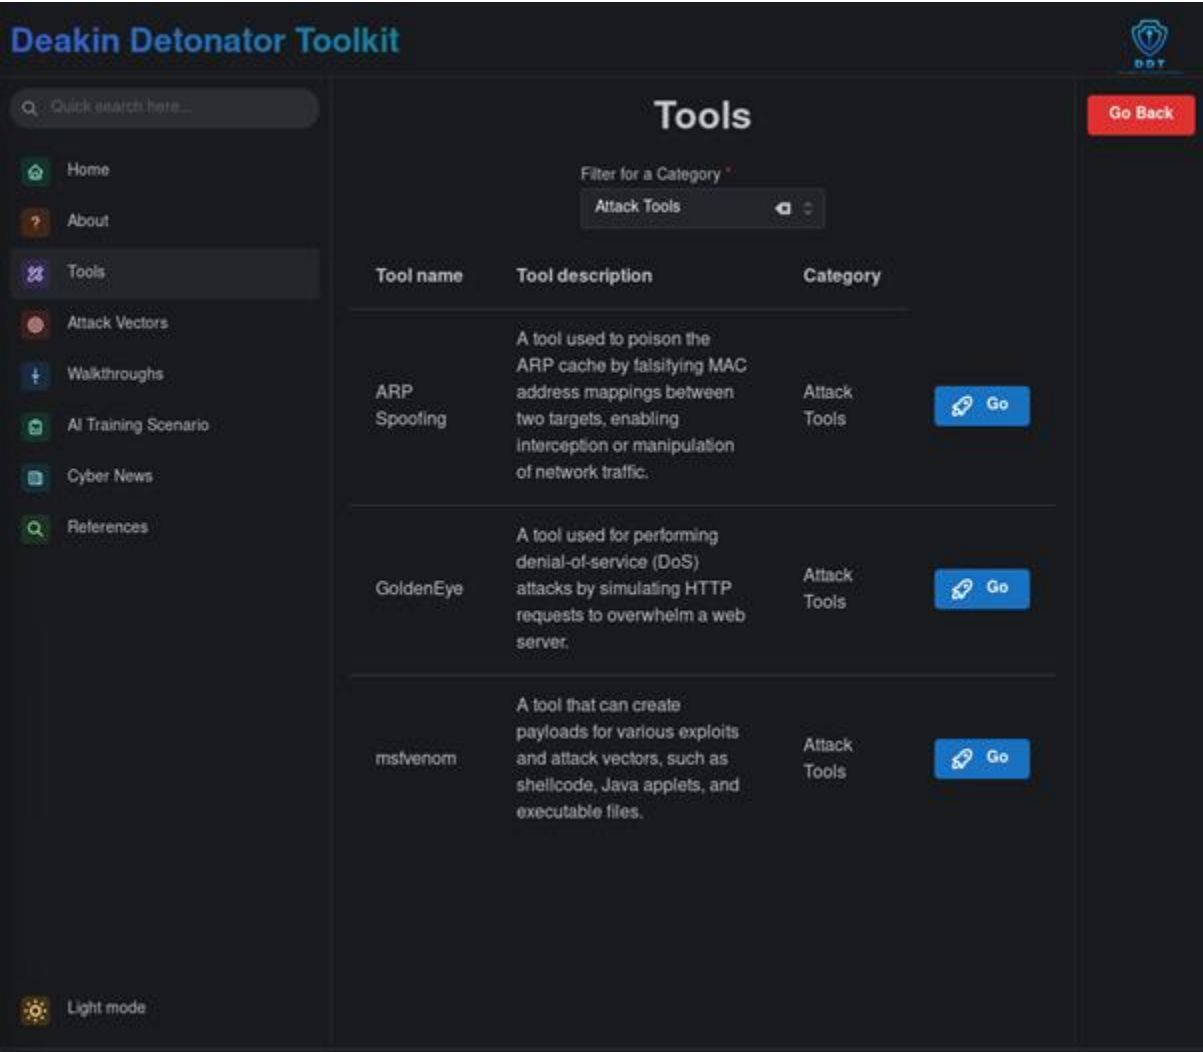 Deakin Detonator Toolkit
DDT
Quick search here...
Home
About
Tools
Attack Vectors
Walkthroughs
AI Training Scenario
Cyber News
References
Light mode
Tools
Go Back
Filter for a Category *
Attack Tools
Tool name Tool description Category
ARP
Spoofing
A tool used to poison the
ARP cache by falsifying MAC
address mappings between
two targets, enabling
interception or manipulation
of network traffic.
Attack
Tools
Go
GoldenEye
A tool used for performing
denial-of-service (DoS)
attacks by simulating HTTP
requests to overwhelm a web
server.
Attack
Tools
Go
msfvenom
A tool that can create
payloads for various exploits
and attack vectors, such as
shellcode, Java applets, and
executable files.
Attack
Tools
Go